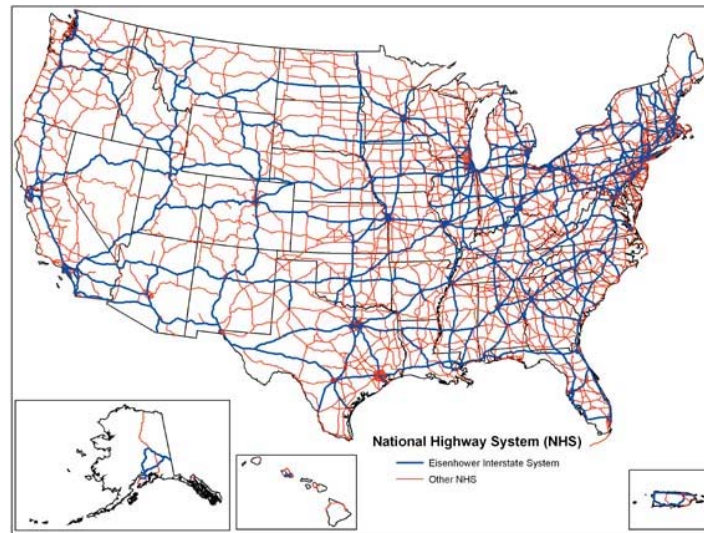 National Highway System (NHS)
Eisenhower Interstate System
Other NHS